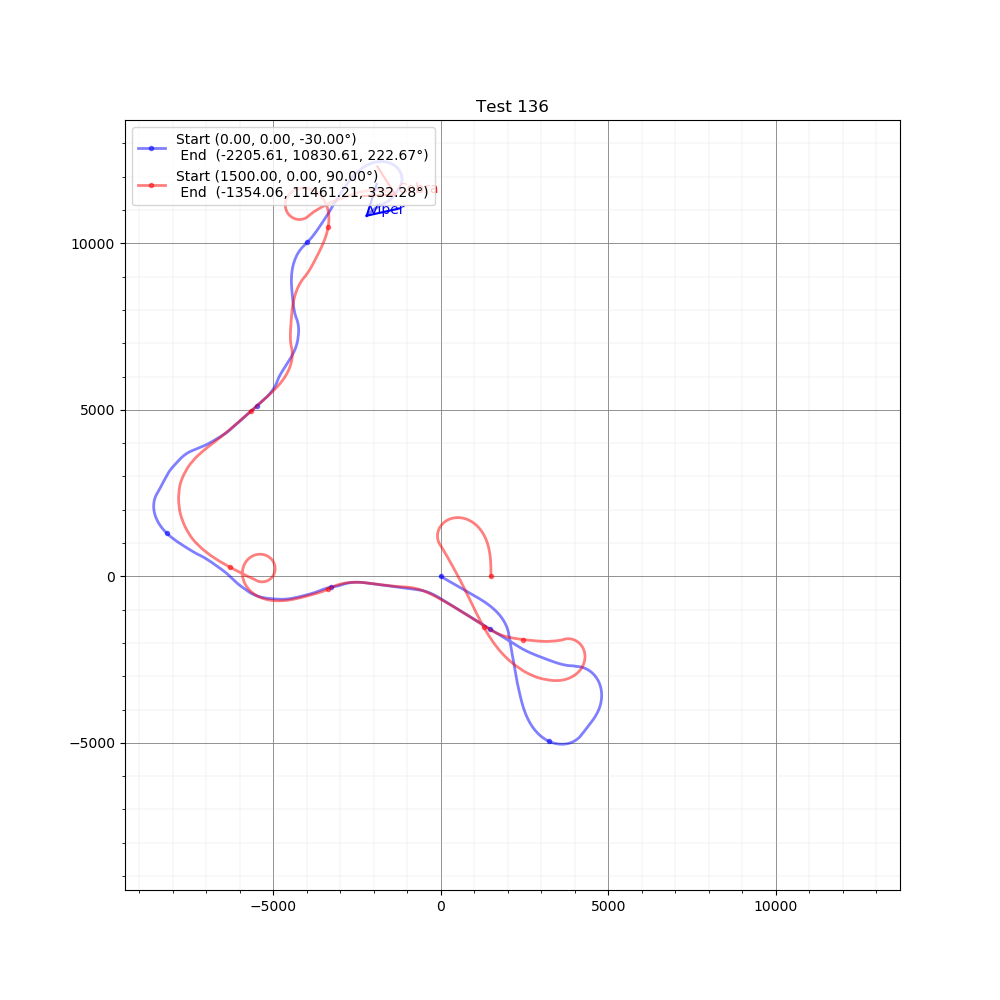 Test 136
Start (0.00, 0.00, -30.00°)
End (-2205.61, 10830.61, 222.67°)
Start (1500.00, 0.00, 90.00°)
End (-1354.06, 11461.21, 332.28°)
Viper
10000
5000
0
−5000
−5000
0
5000
10000